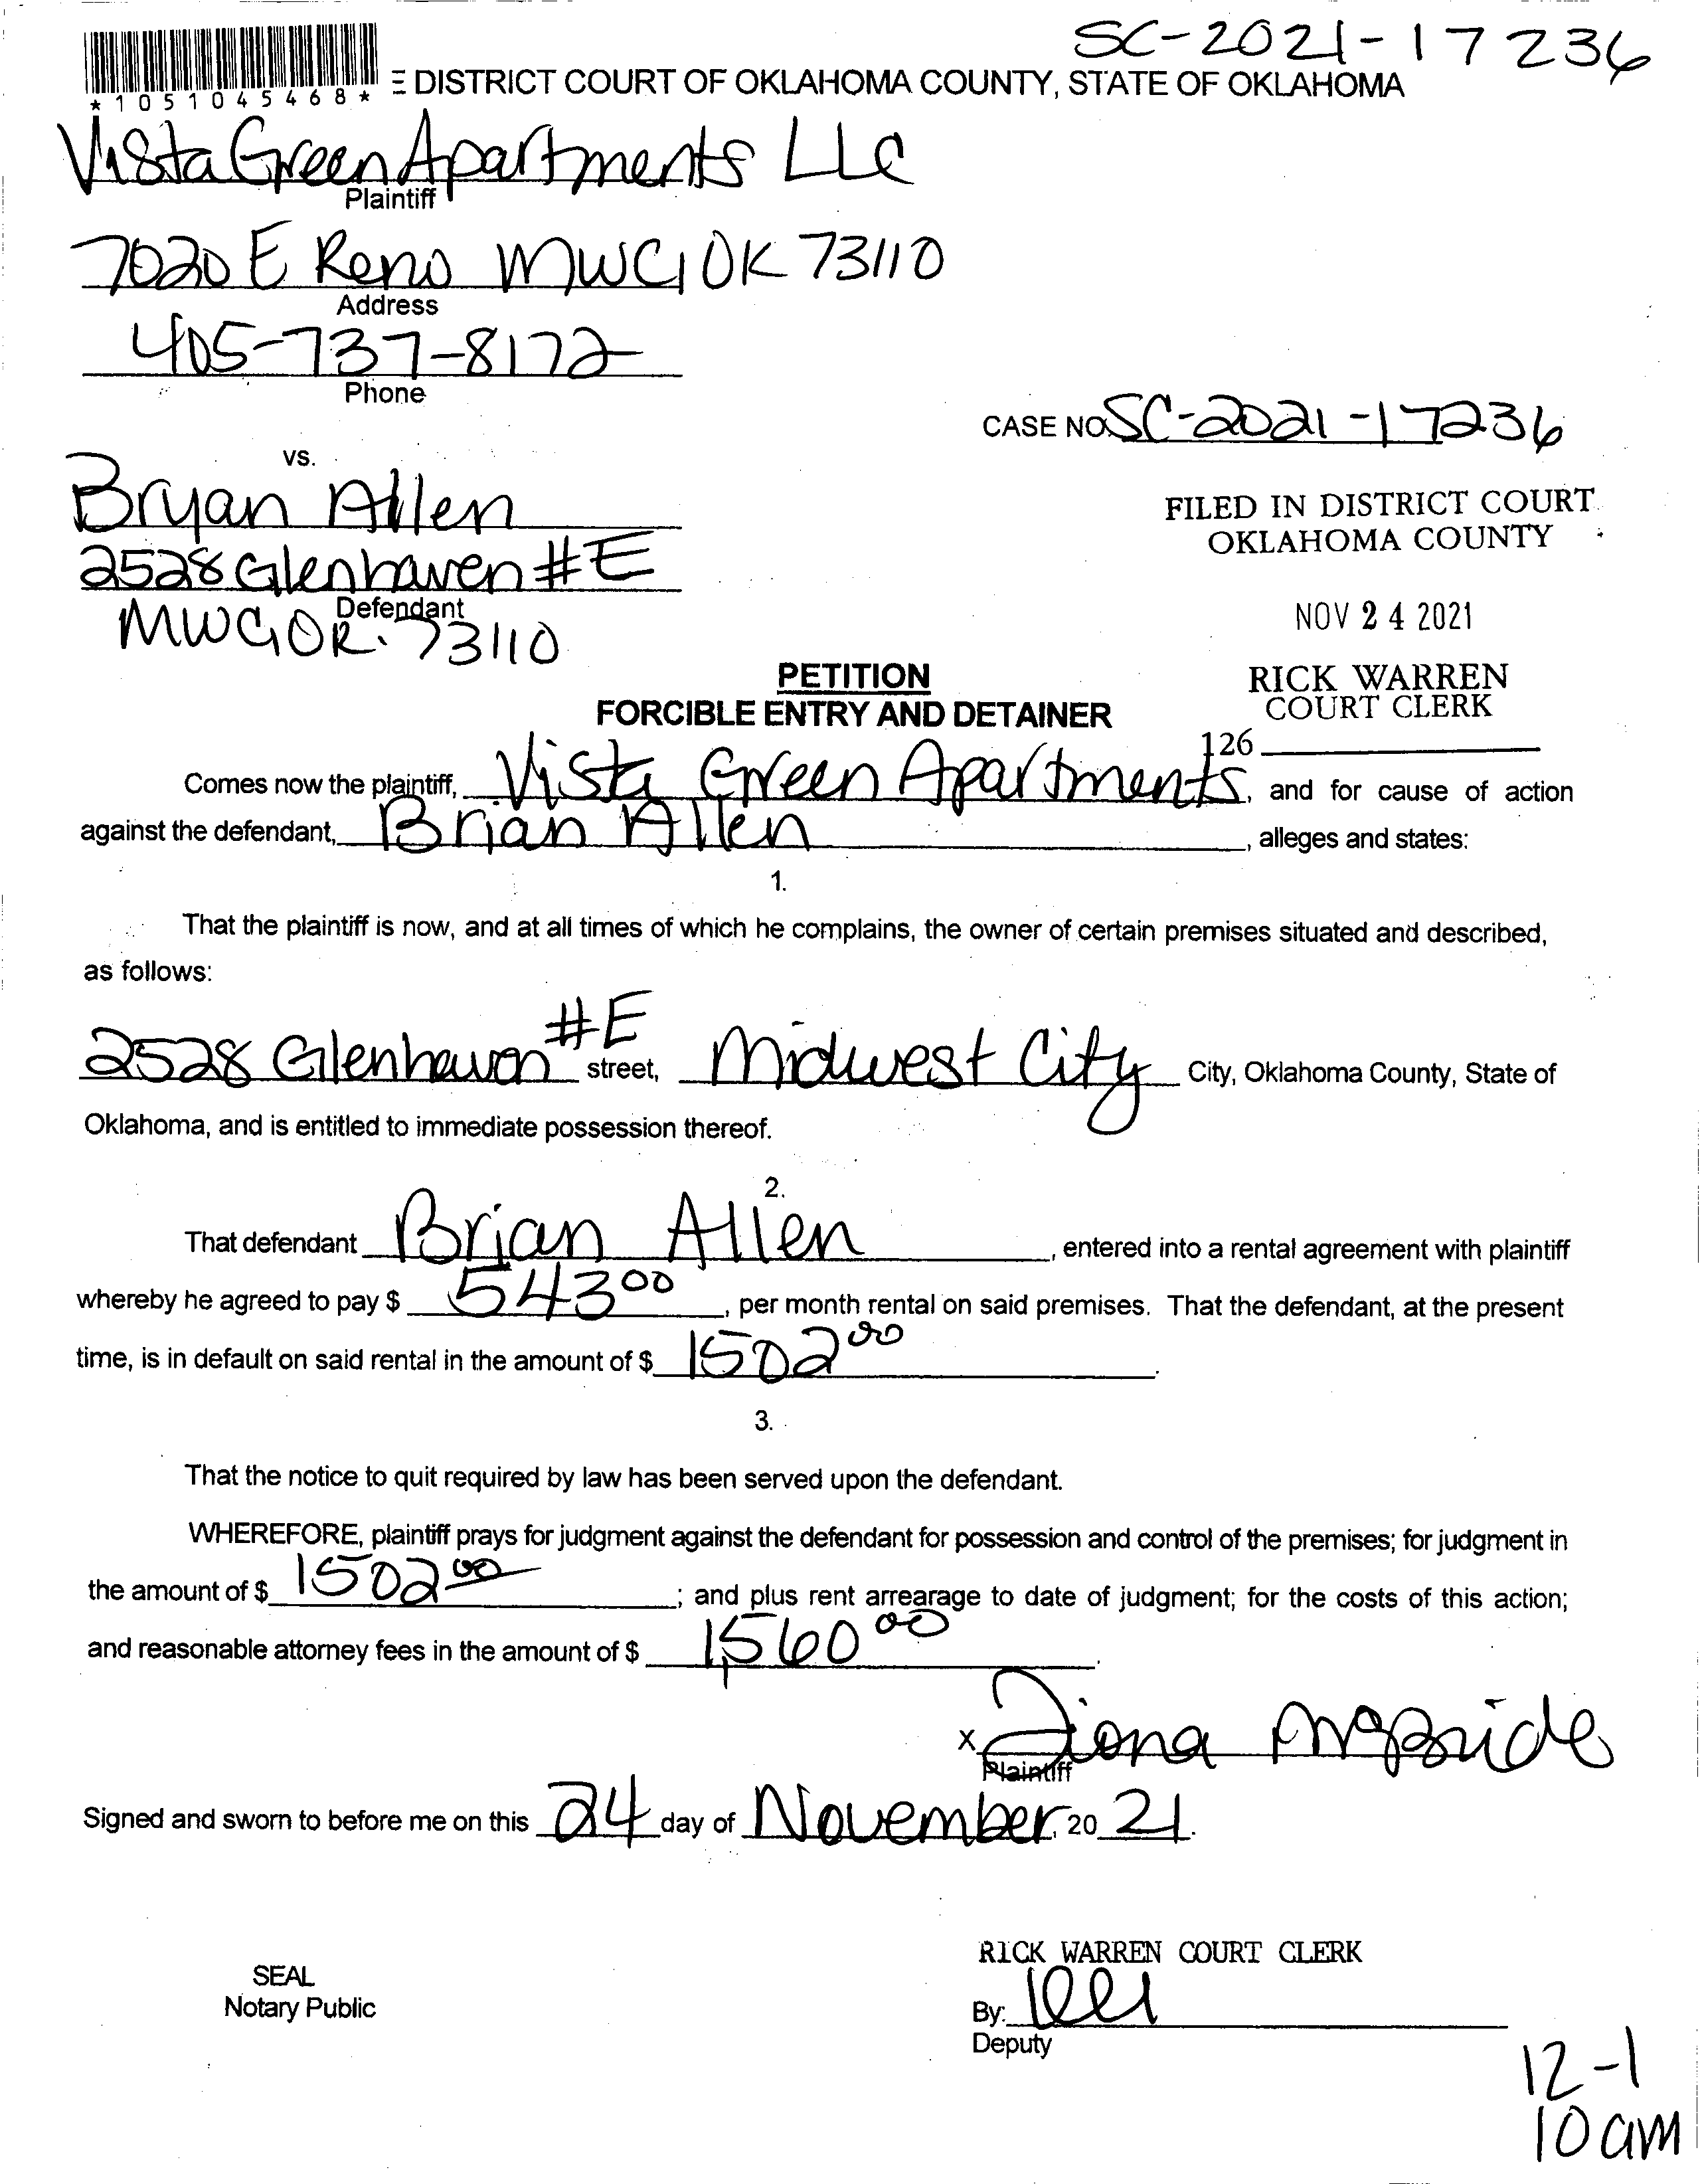 SC-2021-17236
*1051045468*
E DISTRICT COURT OF OKLAHOMA COUNTY, STATE OF OKLAHOMA
Vista Green Apartments LLC
Plaintiff
7020 E Reno MWC, OK 73110
Address
405-737-8172
Phone
CASE NO. SC-2021-17236
vs.
Bryan Allen
2528 Glenhaven #E
Defendant
MWC, OK. 73110
FILED IN DISTRICT COURT
OKLAHOMA COUNTY
NOV 24 2021
RICK WARREN
COURT CLERK
126
PETITION
FORCIBLE ENTRY AND DETAINER
Comes now the plaintiff, Vista Green Apartments, and for cause of action
against the defendant, Brian Allen, alleges and states:
1.
That the plaintiff is now, and at all times of which he complains, the owner of certain premises situated and described,
as follows:
2528 Glenhaven #E street, Midwest City City, Oklahoma County, State of
Oklahoma, and is entitled to immediate possession thereof.
2.
That defendant Brian Allen, entered into a rental agreement with plaintiff
whereby he agreed to pay $ 543 00, per month rental on said premises. That the defendant, at the present
time, is in default on said rental in the amount of $ 1502 00.
3.
That the notice to quit required by law has been served upon the defendant.
WHEREFORE, plaintiff prays for judgment against the defendant for possession and control of the premises; for judgment in
the amount of $ 1502 00; and plus rent arrearage to date of judgment; for the costs of this action;
and reasonable attorney fees in the amount of $ 1,560 00.
X Ziona McBride
Plaintiff
Signed and sworn to before me on this 24 day of November, 20 21.
RICK WARREN COURT CLERK
SEAL
Notary Public
By:
Deputy
12-1
10 am